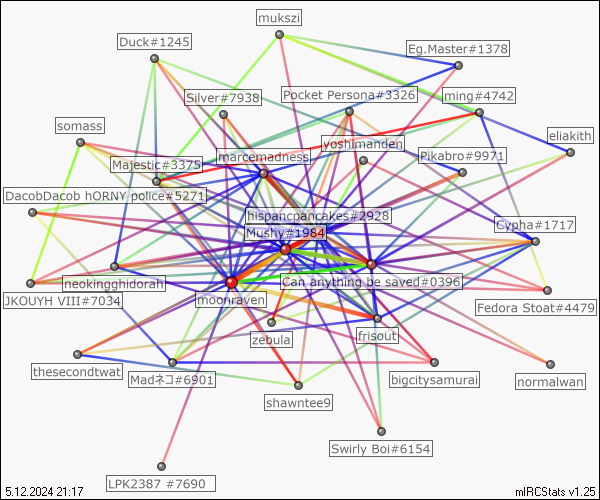 mukszi
Duck#1245
Eg.Master#1378
Silver#7938
Pocket Persona#3326
ming#4742
somass
yoshimanden
eliakith
Majestic#3375
marcemadness
Pikabro#9971
DacobDacob hORNY police#5271
hispancpancakes#2928
Mushy#1984
Cypha#1717
neokingghidorah
Can anything be saved#0396
JKOUYH VIII#7034
moonraven
Fedora Stoat#4479
zebula
frisout
thesecondtwat
Madネコ#6901
bigcitysamurai
normalwan
shawntee9
Swirly Boi#6154
LPK2387 #7690
5.12.2024 21:17
mIRCStats v1.25